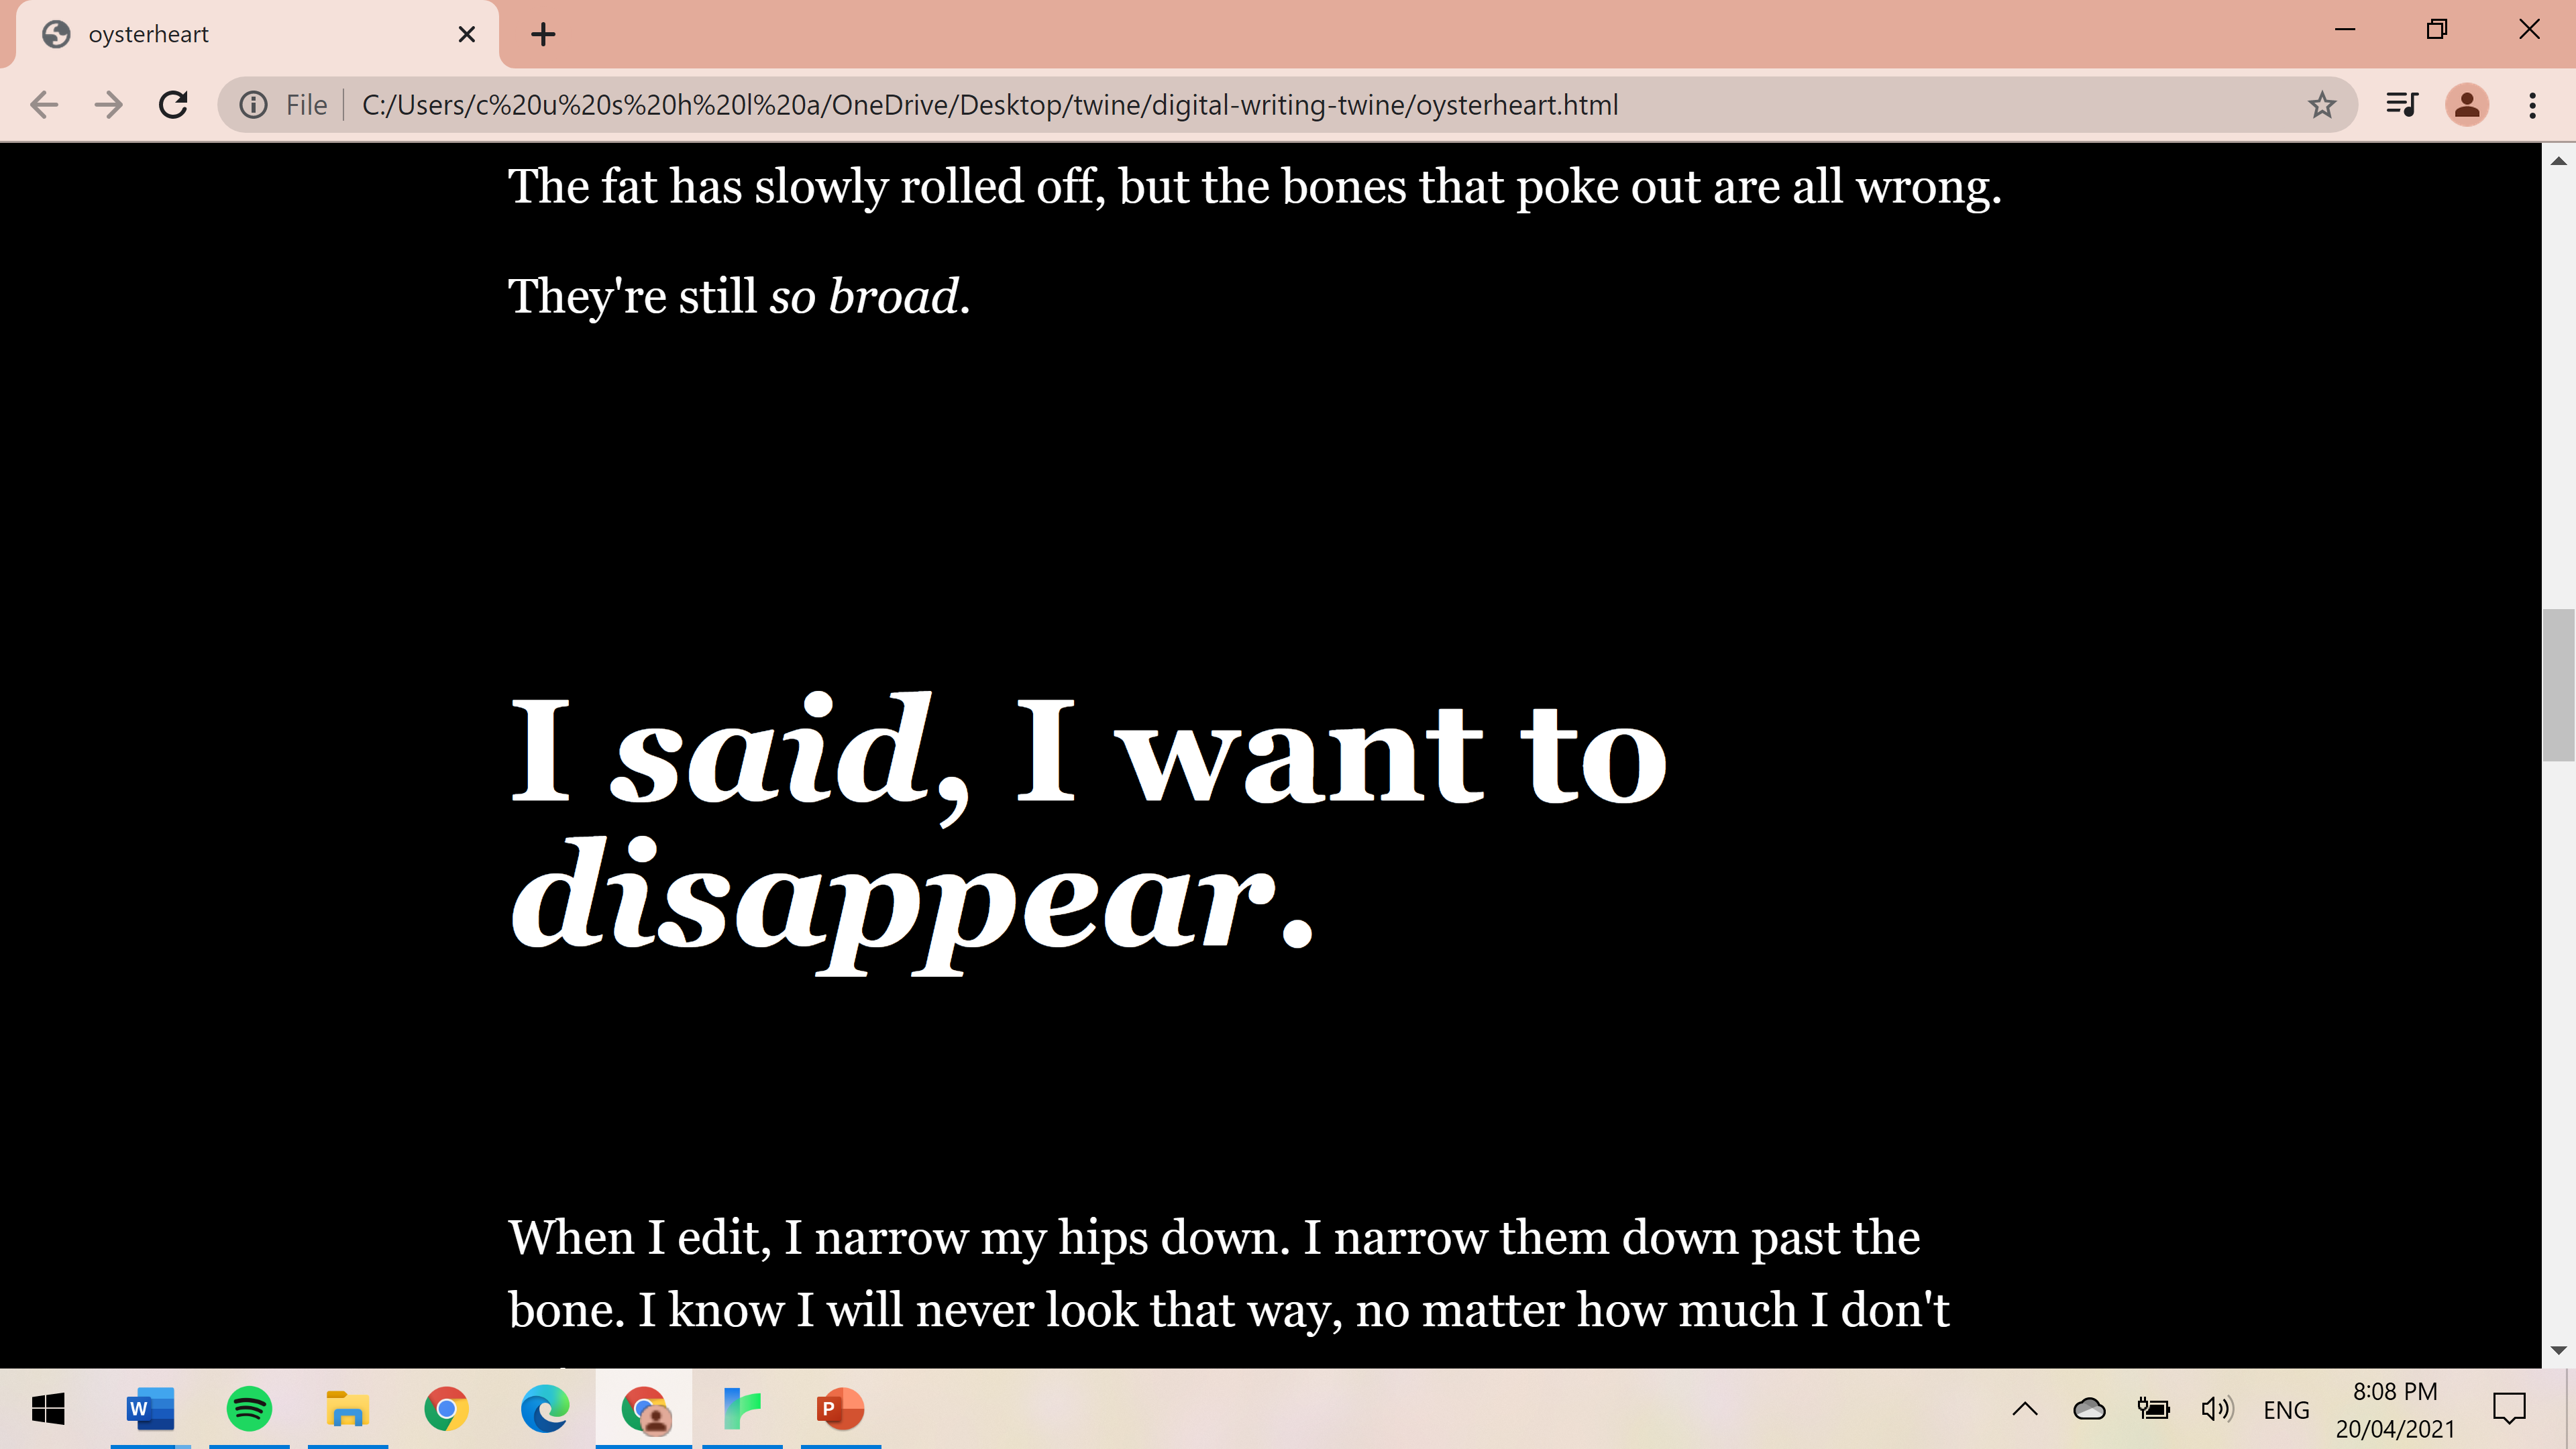 oysterheart
File
C:/Users/c%20u%20s%20h%20l%20a/OneDrive/Desktop/twine/digital-writing-twine/oysterheart.html
The fat has slowly rolled off, but the bones that poke out are all wrong.
They're still so broad.
I said, I want to
disappear.
When I edit, I narrow my hips down. I narrow them down past the
bone. I know I will never look that way, no matter how much I don't
W
P
ENG
8:08 PM
20/04/2021